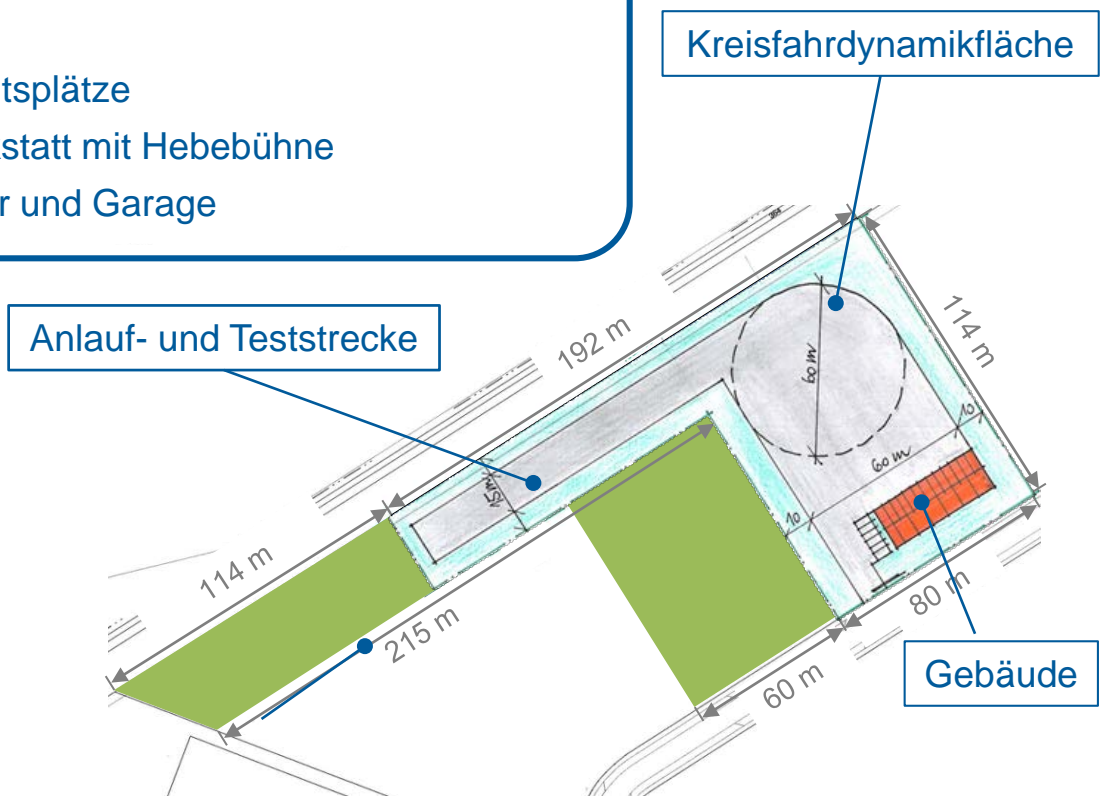 Kreisfahrdynamikfläche
tsplätze
statt mit Hebebühne
r und Garage
Anlauf- und Teststrecke
192 m
114 m
60 m
10
60 m
15 m
10
114 m
215 m
80 m
60 m
Gebäude